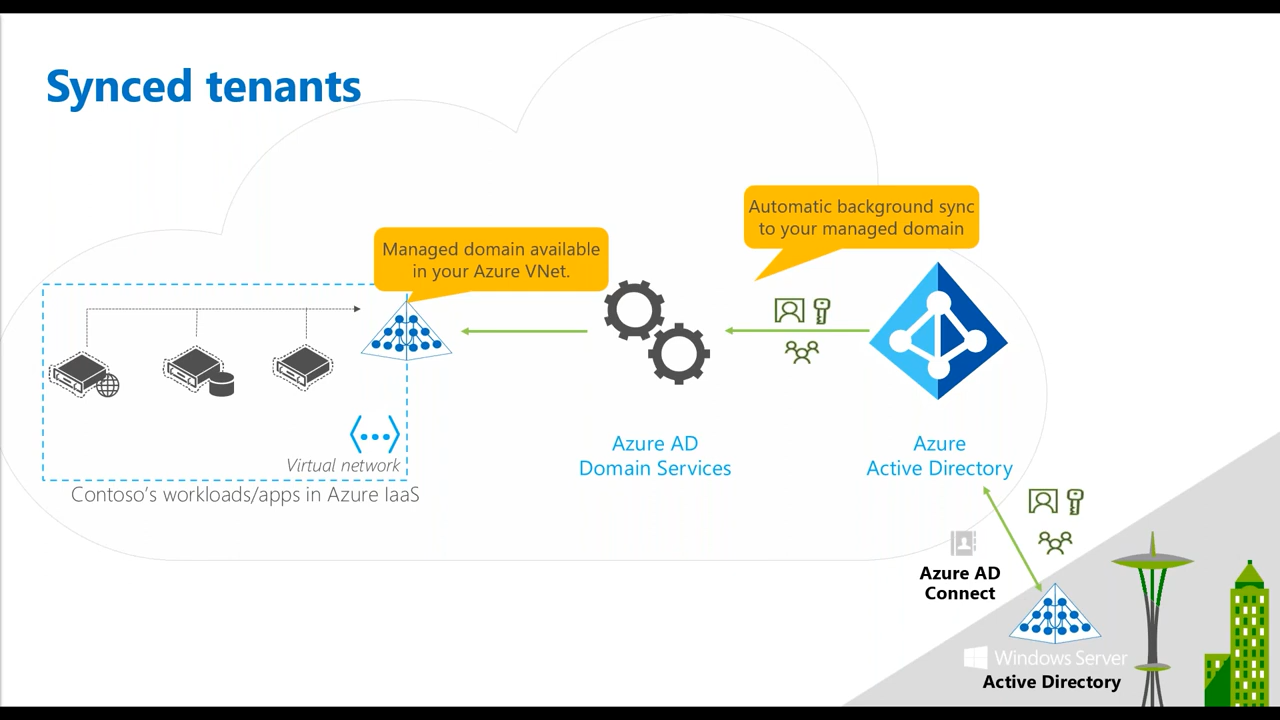 Synced tenants
Automatic background sync
to your managed domain
Managed domain available
in your Azure VNet.
Virtual network
Contoso's workloads/apps in Azure IaaS
Azure AD
Domain Services
Azure
Active Directory
Azure AD
Connect
Windows Server
Active Directory